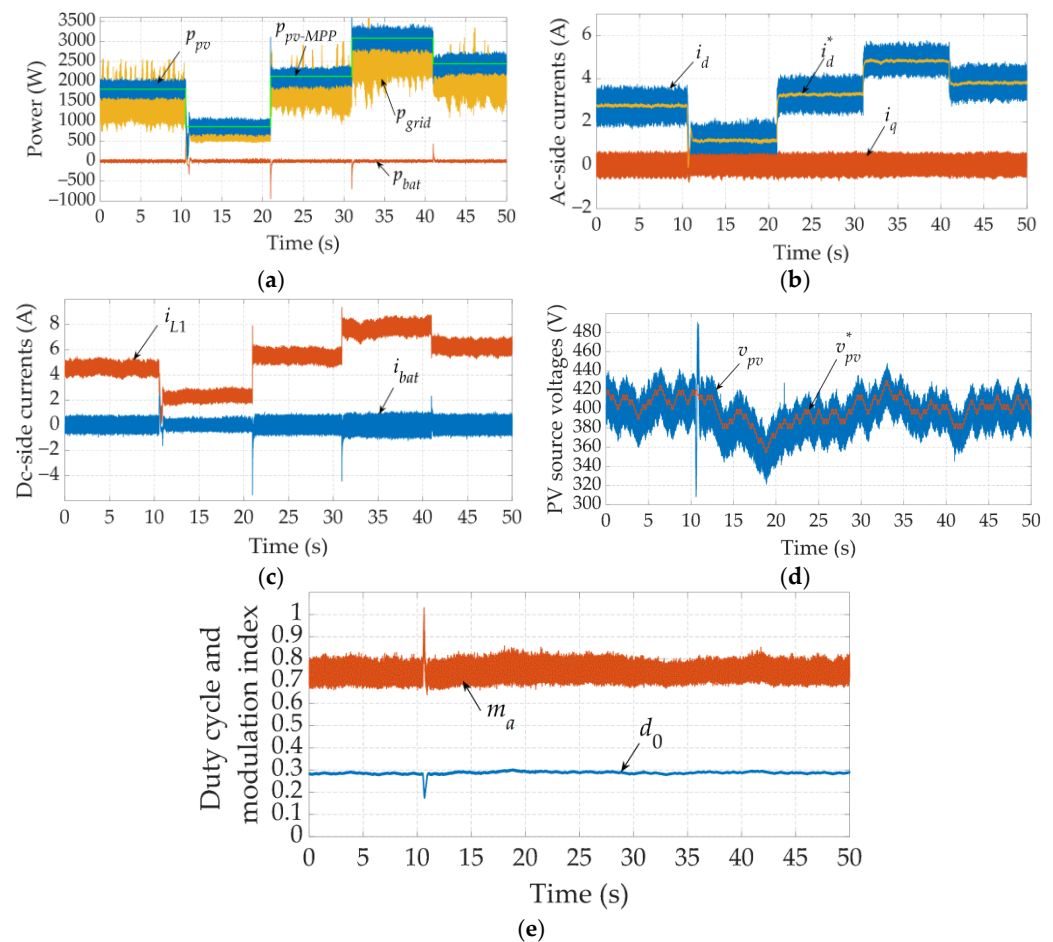 3500
3000
2500
2000
1500
1000
500
0
−500
−1000
Power (W)
p_pv
p_pv-MPP
p_grid
p_bat
0 5 10 15 20 25 30 35 40 45 50
Time (s)
(a)
6
4
2
0
−2
Ac-side currents (A)
i_d
i_d^*
i_q
0 5 10 15 20 25 30 35 40 45 50
Time (s)
(b)
8
6
4
2
0
−2
−4
Dc-side currents (A)
i_L1
i_bat
0 5 10 15 20 25 30 35 40 45 50
Time (s)
(c)
480
460
440
420
400
380
360
340
320
300
PV source voltages (V)
v_pv
v_pv^*
0 5 10 15 20 25 30 35 40 45 50
Time (s)
(d)
1
0.9
0.8
0.7
0.6
0.5
0.4
0.3
0.2
0.1
0
Duty cycle and
modulation index
m_a
d_0
0 5 10 15 20 25 30 35 40 45 50
Time (s)
(e)